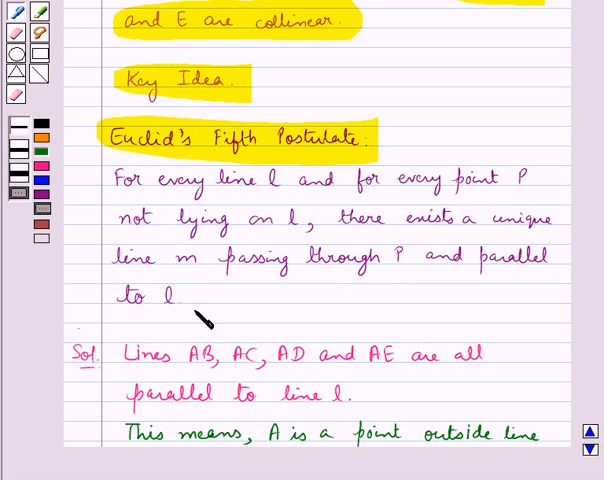 and E are collinear.
Key Idea.
Euclid's Fifth Postulate:
For every line l and for every point P
not lying on l, there exists a unique
line m passing through P and parallel
to l.
Sol. Lines AB, AC, AD and AE are all
parallel to line l.
This means, A is a point outside line